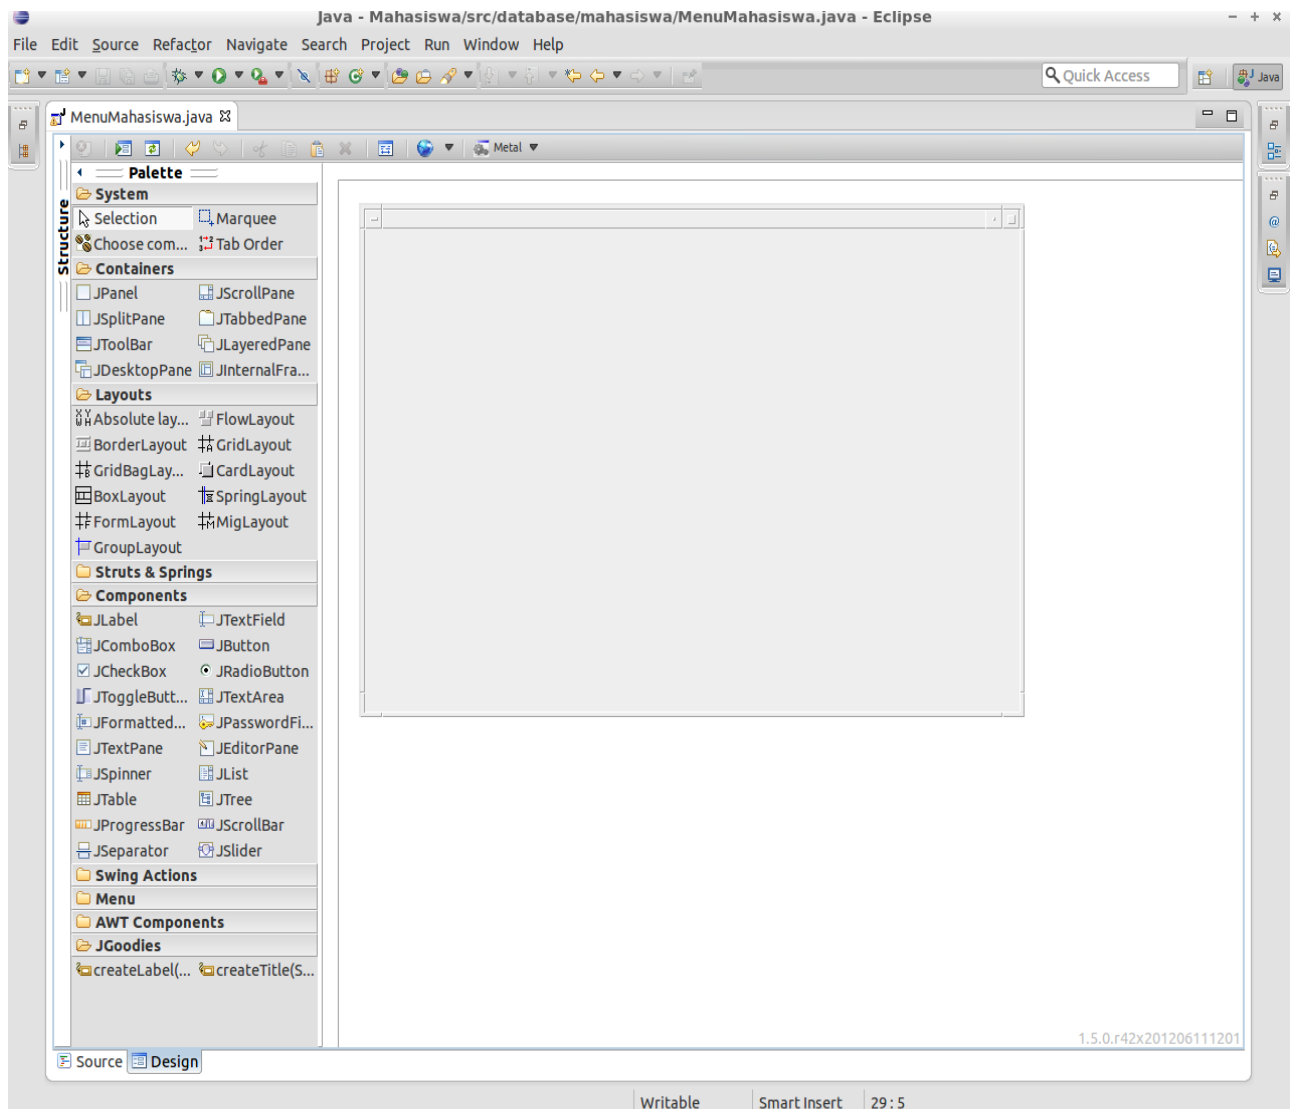 Java - Mahasiswa/src/database/mahasiswa/MenuMahasiswa.java - Eclipse
File Edit Source Refactor Navigate Search Project Run Window Help
Quick Access
Java
MenuMahasiswa.java
Metal
Structure
Palette
System
Selection Marquee
Choose com... Tab Order
Containers
JPanel JScrollPane
JSplitPane JTabbedPane
JToolBar JLayeredPane
JDesktopPane JInternalFra...
Layouts
Absolute lay... FlowLayout
BorderLayout GridLayout
GridBagLay... CardLayout
BoxLayout SpringLayout
FormLayout MigLayout
GroupLayout
Struts & Springs
Components
JLabel JTextField
JComboBox JButton
JCheckBox JRadioButton
JToggleButt... JTextArea
JFormatted... JPasswordFi...
JTextPane JEditorPane
JSpinner JList
JTable JTree
JProgressBar JScrollBar
JSeparator JSlider
Swing Actions
Menu
AWT Components
JGoodies
createLabel(... createTitle(S...
1.5.0.r42x201206111201
Source Design
Writable Smart Insert 29 : 5